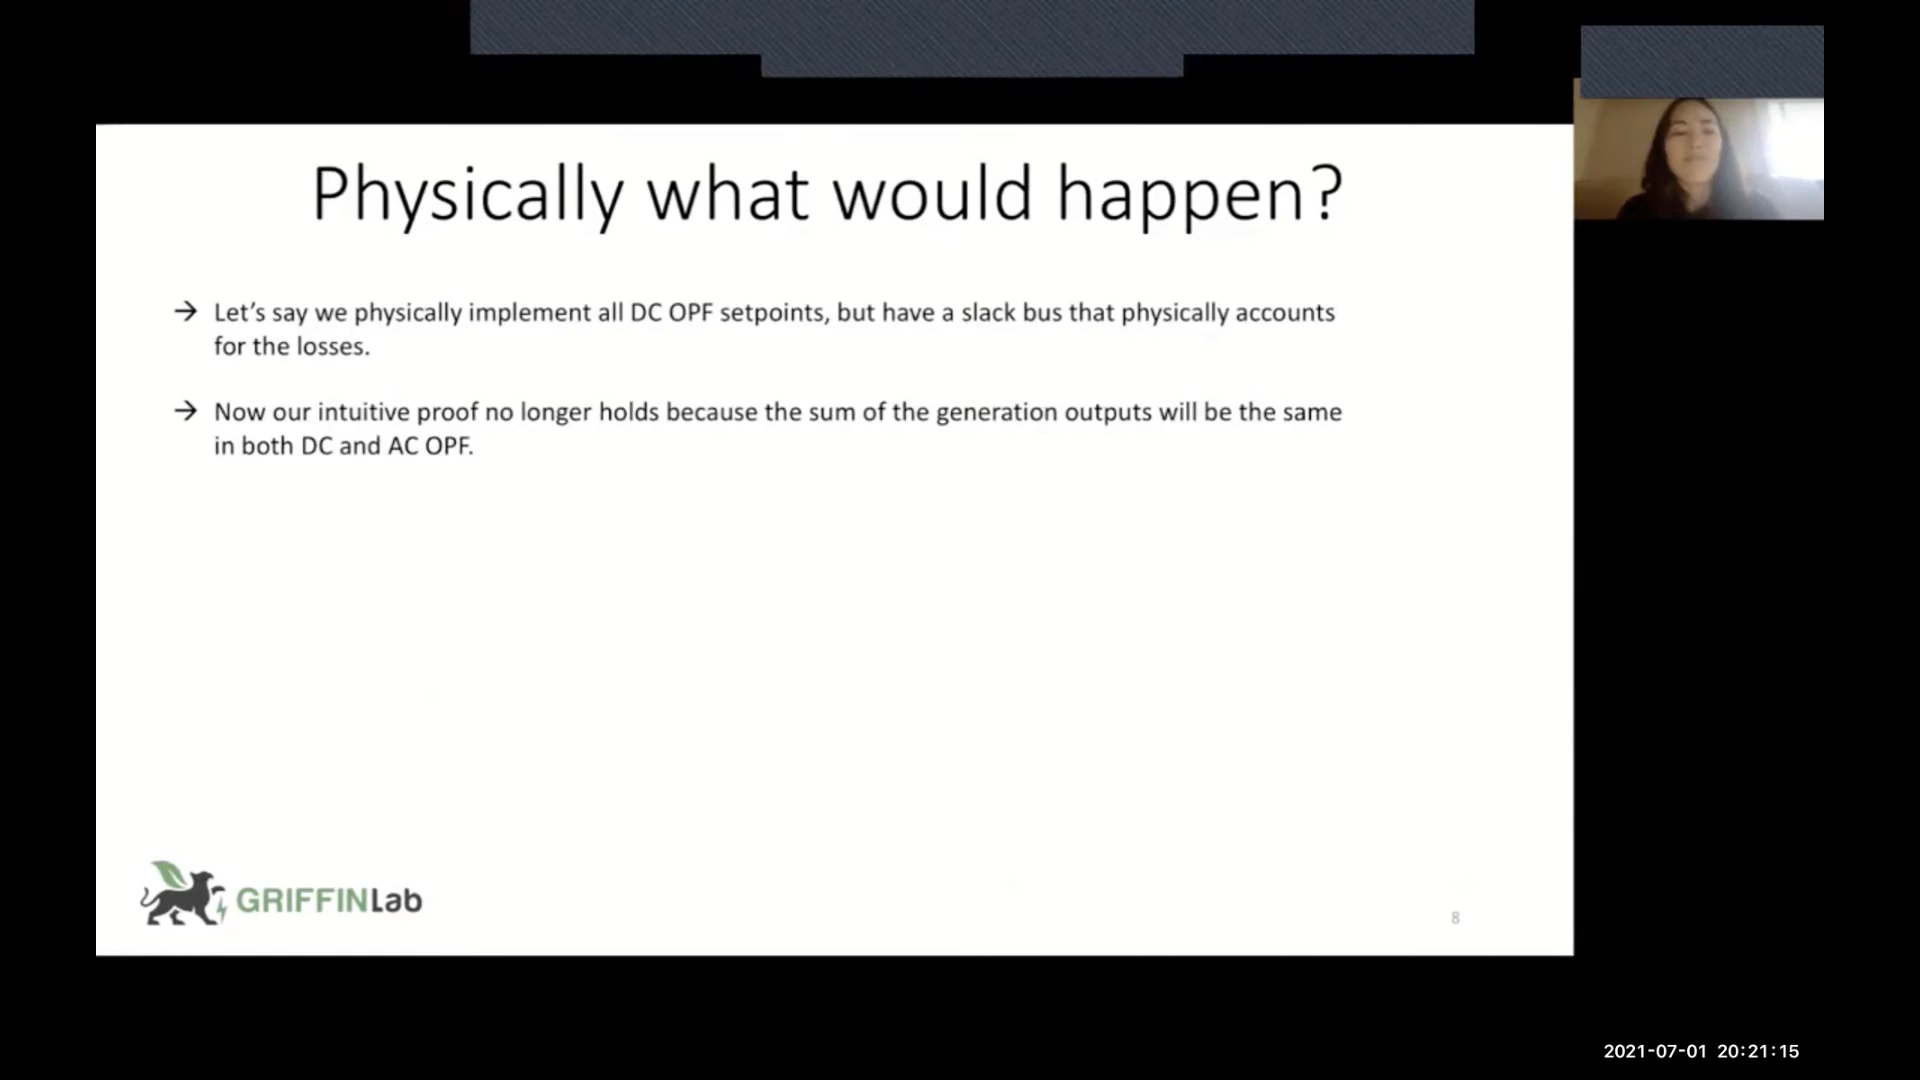 Physically what would happen?
→ Let's say we physically implement all DC OPF setpoints, but have a slack bus that physically accounts
for the losses.
→ Now our intuitive proof no longer holds because the sum of the generation outputs will be the same
in both DC and AC OPF.
GRIFFINLab
8
2021-07-01 20:21:15